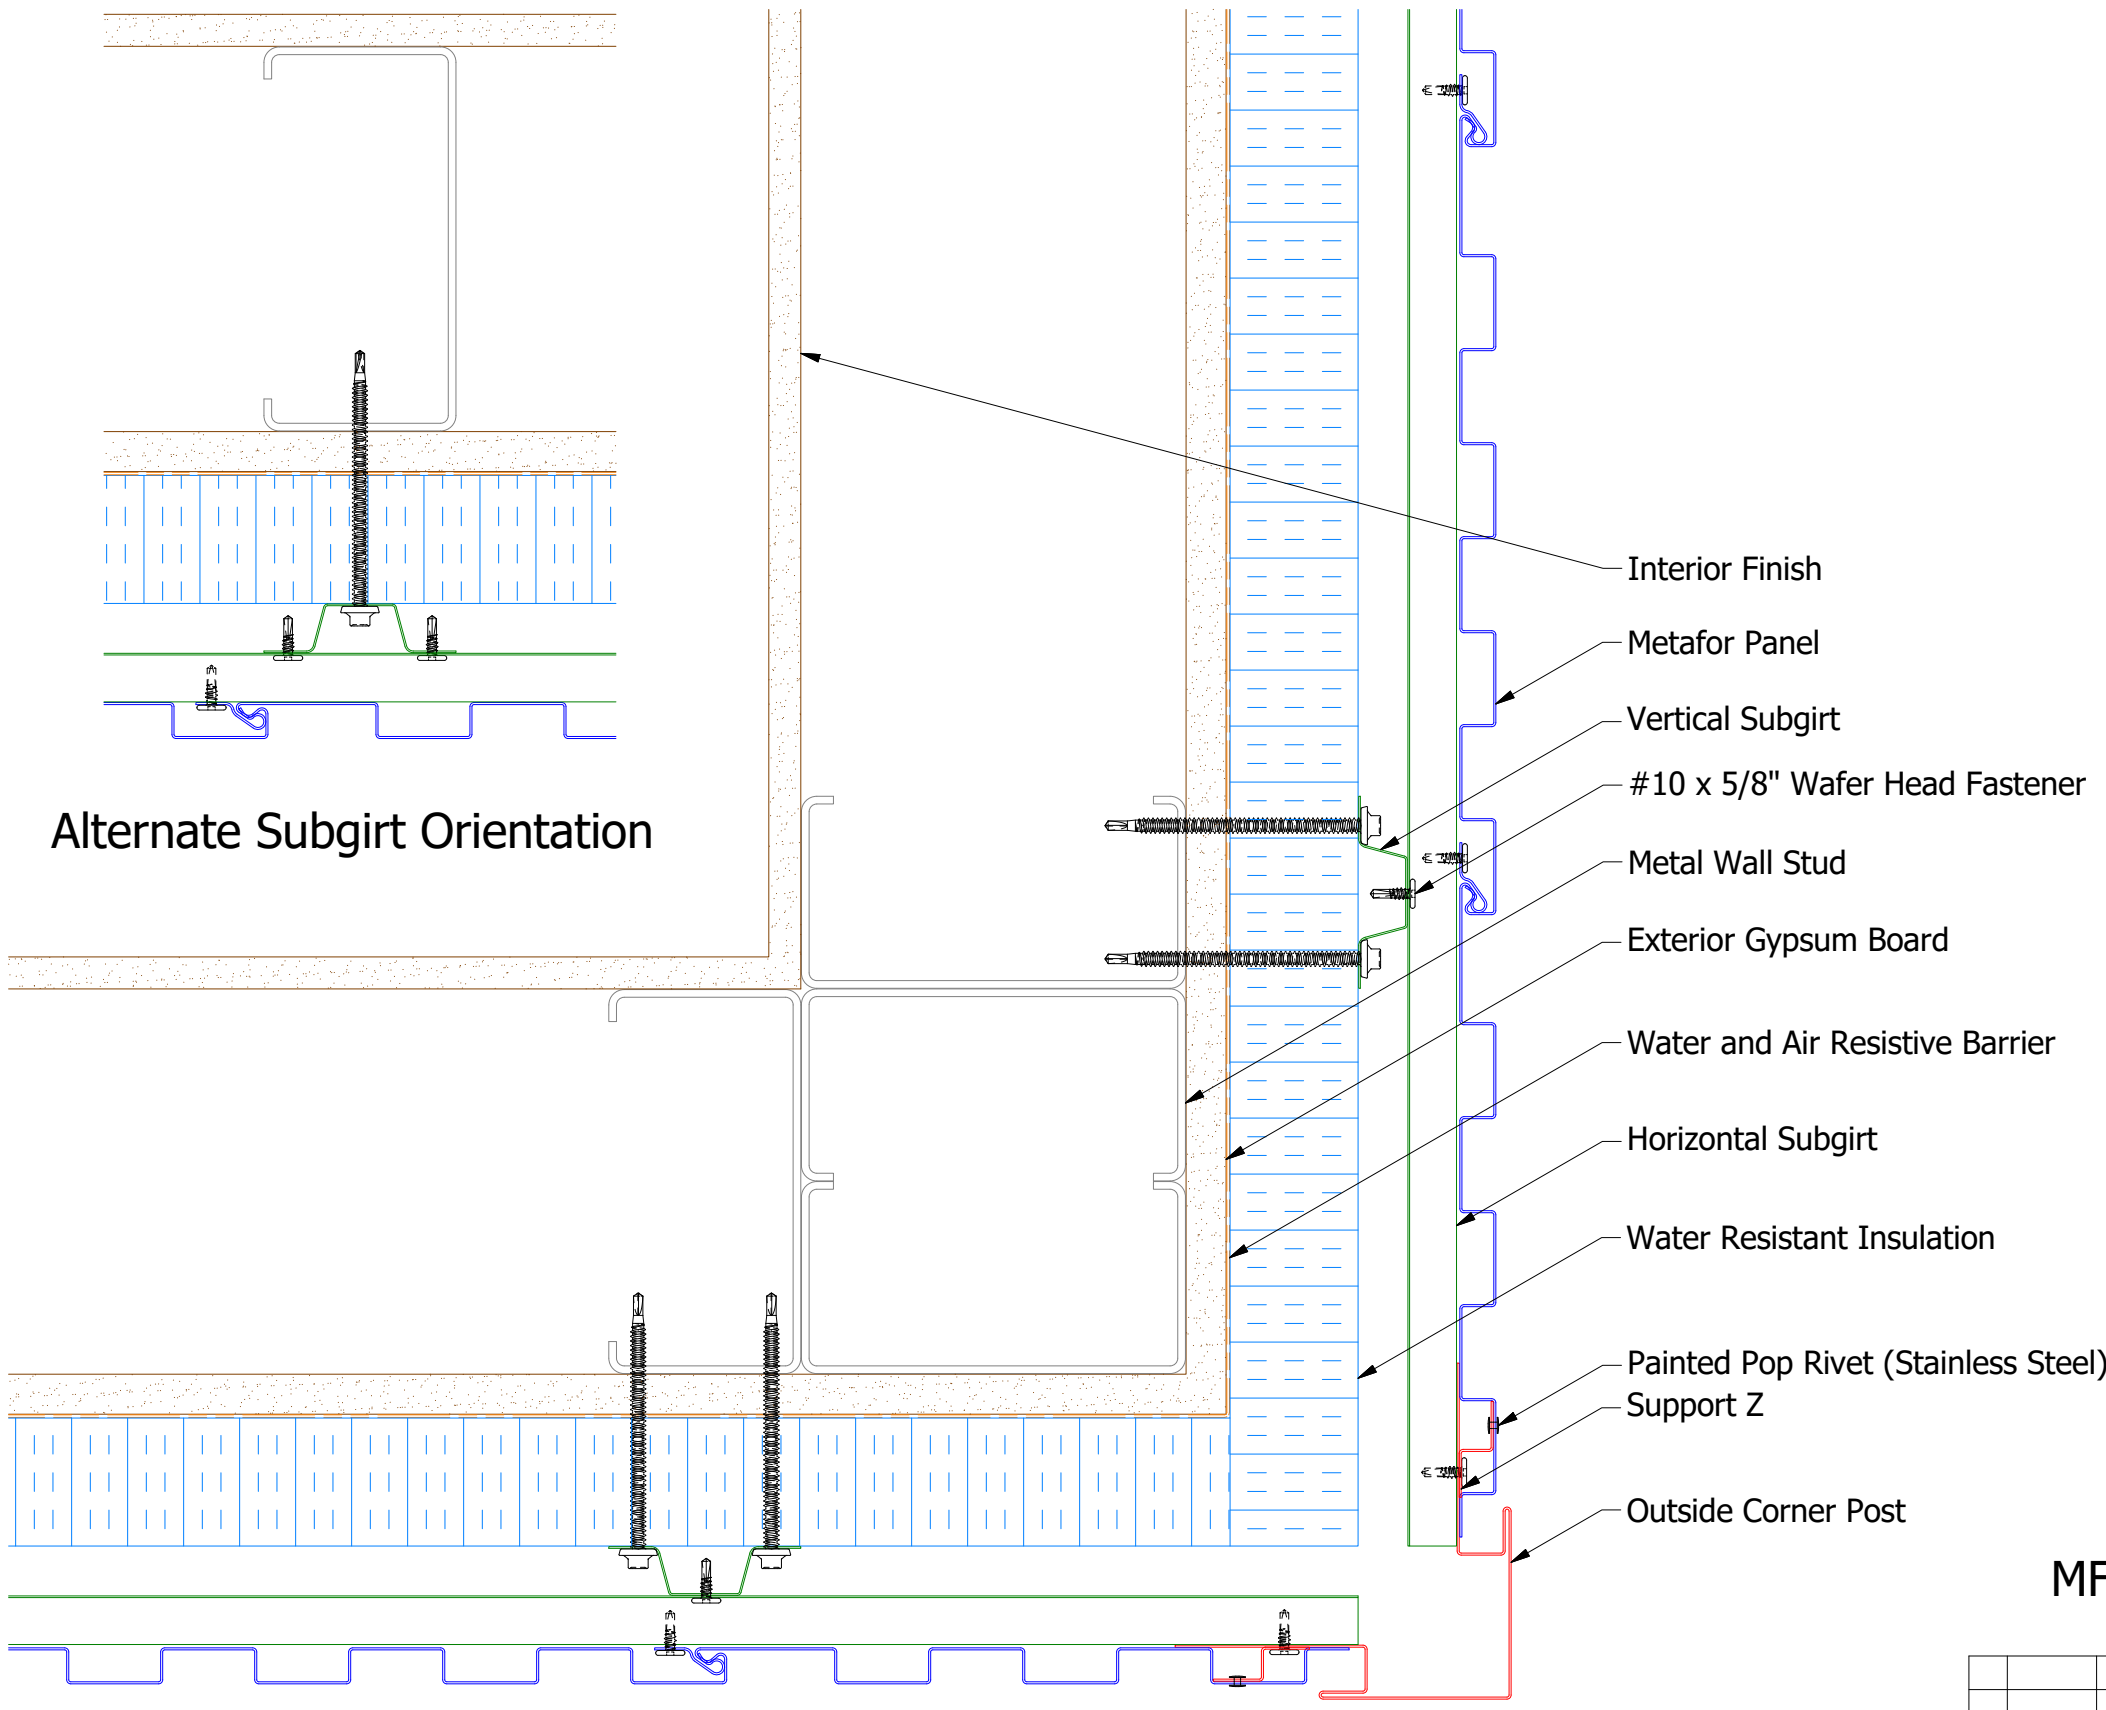 Interior Finish
Metafor Panel
Vertical Subgirt
#10 x 5/8" Wafer Head Fastener
Alternate Subgirt Orientation
Metal Wall Stud
Exterior Gypsum Board
Water and Air Resistive Barrier
Horizontal Subgirt
Water Resistant Insulation
Painted Pop Rivet (Stainless Steel)
Support Z
Outside Corner Post
MF